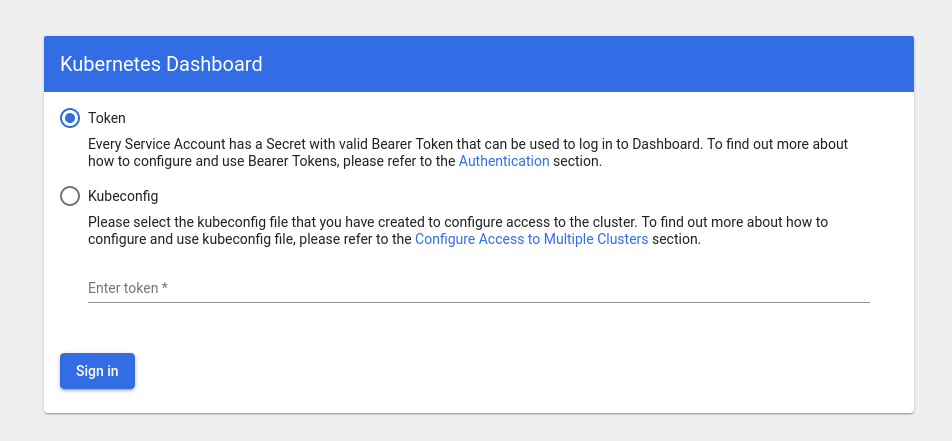 Kubernetes Dashboard
Token
Every Service Account has a Secret with valid Bearer Token that can be used to log in to Dashboard. To find out more about
how to configure and use Bearer Tokens, please refer to the Authentication section.
Kubeconfig
Please select the kubeconfig file that you have created to configure access to the cluster. To find out more about how to
configure and use kubeconfig file, please refer to the Configure Access to Multiple Clusters section.
Enter token *
Sign in